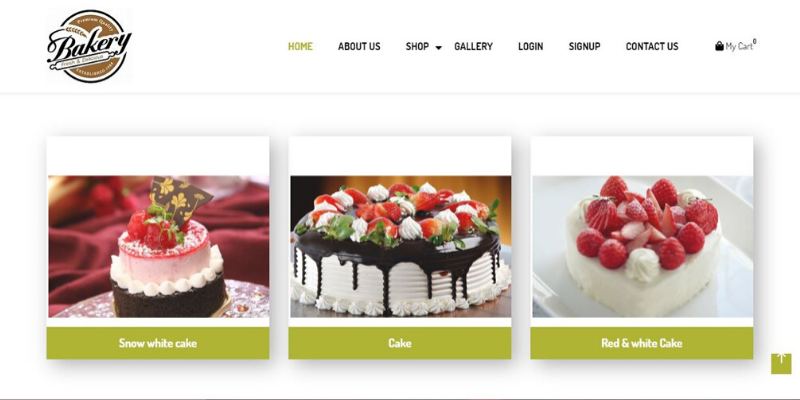 Premium Quality
Bakery
Fresh & Delicious
ESTABLISHED
HOME
ABOUT US
SHOP
GALLERY
LOGIN
SIGNUP
CONTACT US
My Cart 0
Snow white cake
Cake
Red & white Cake